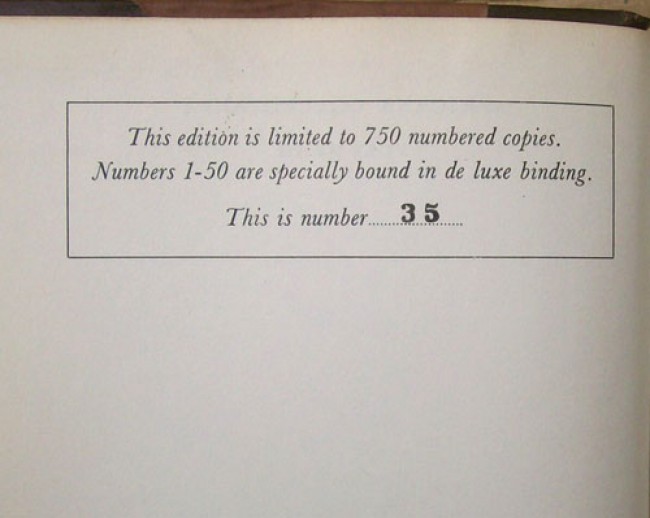 This edition is limited to 750 numbered copies.
Numbers 1-50 are specially bound in de luxe binding.
This is number........35........